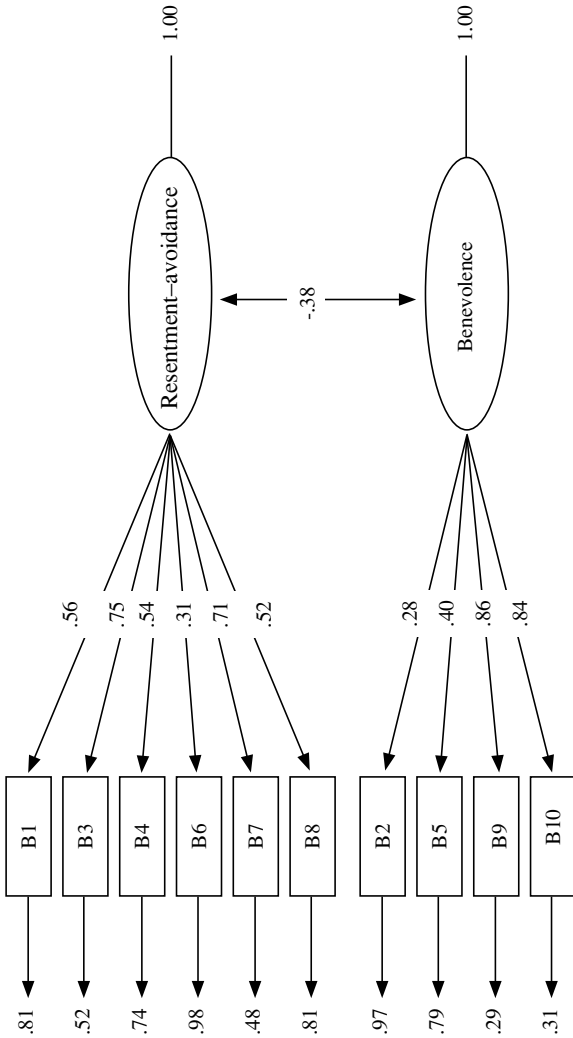 .81
B1
.56
.52
B3
.75
.74
B4
.54
.98
B6
.31
.48
B7
.71
.81
B8
.52
Resentment–avoidance
1.00
-.38
.97
B2
.28
.79
B5
.40
.29
B9
.86
.31
B10
.84
Benevolence
1.00